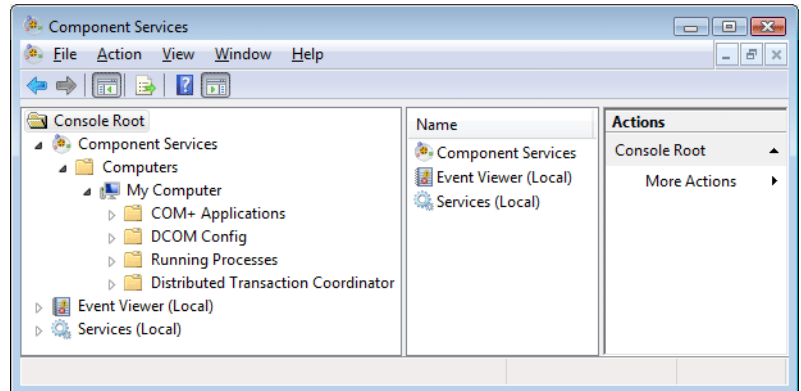 Component Services
File Action View Window Help
Console Root
Component Services
Computers
My Computer
COM+ Applications
DCOM Config
Running Processes
Distributed Transaction Coordinator
Event Viewer (Local)
Services (Local)
Name
Component Services
Event Viewer (Local)
Services (Local)
Actions
Console Root
More Actions